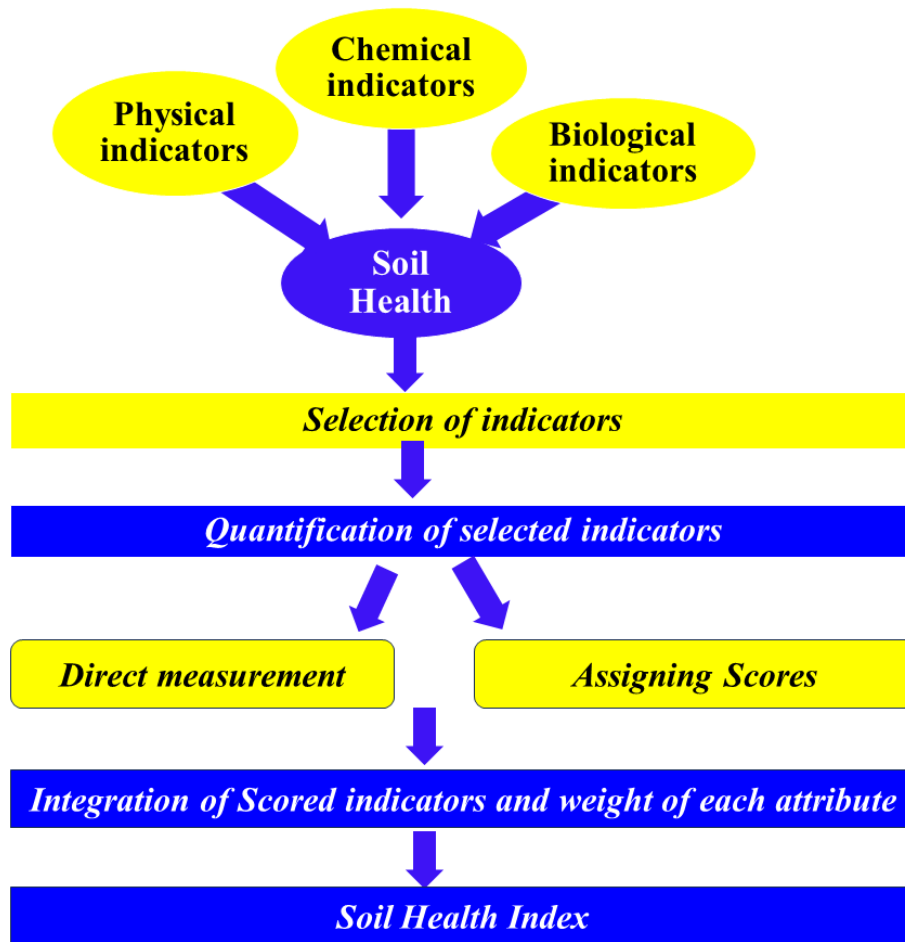 Chemical
indicators
Physical
indicators
Biological
indicators
Soil
Health
Selection of indicators
Quantification of selected indicators
Direct measurement
Assigning Scores
Integration of Scored indicators and weight of each attribute
Soil Health Index